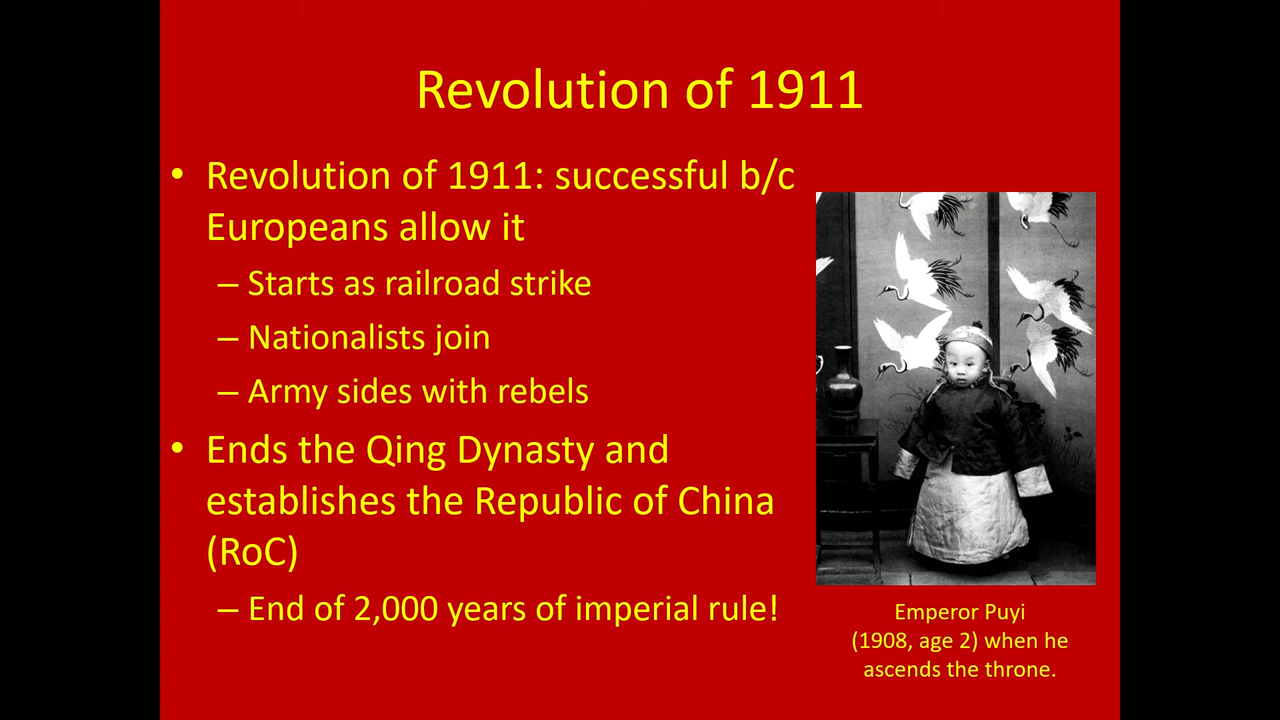 Revolution of 1911
• Revolution of 1911: successful b/c
Europeans allow it
– Starts as railroad strike
– Nationalists join
– Army sides with rebels
• Ends the Qing Dynasty and
establishes the Republic of China
(RoC)
– End of 2,000 years of imperial rule!
Emperor Puyi
(1908, age 2) when he
ascends the throne.